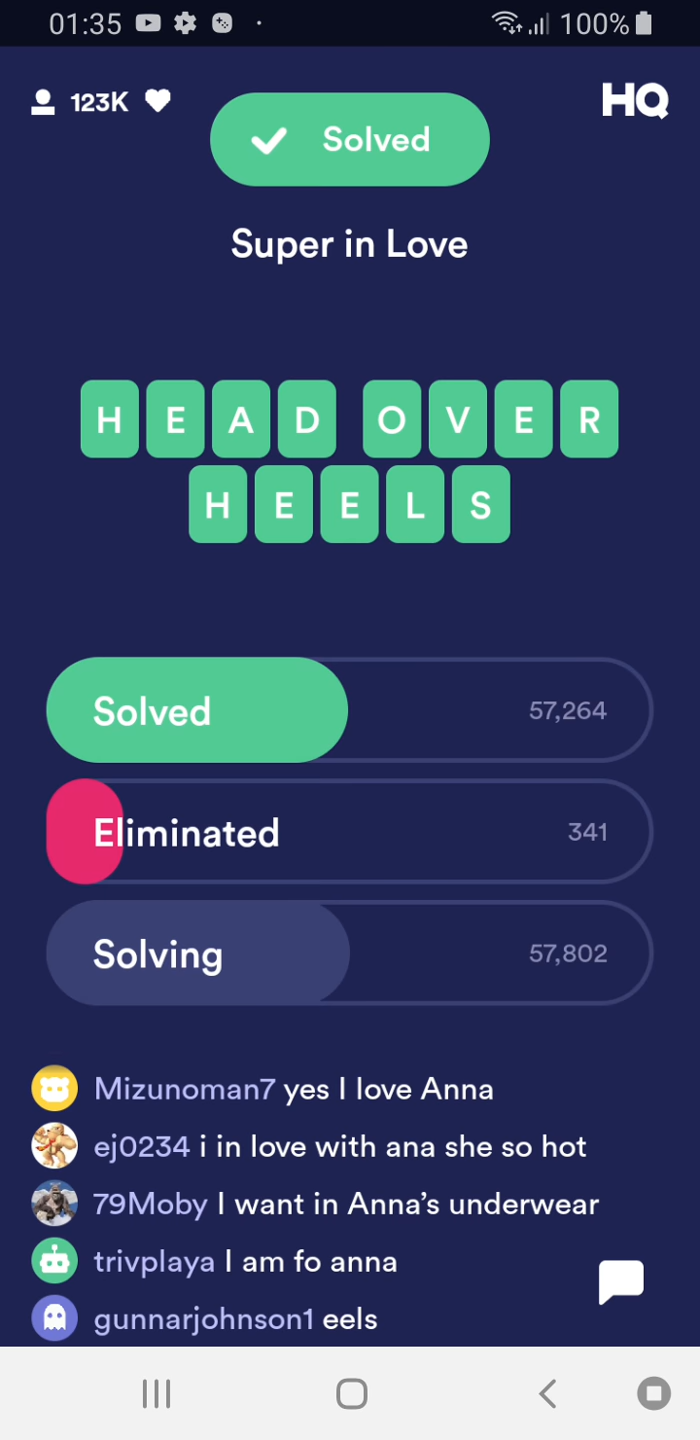 01:35 100%
123K HQ
Solved
Super in Love
HEAD OVER
HEELS
Solved 57,264
Eliminated 341
Solving 57,802
Mizunoman7 yes I love Anna
ej0234 i in love with ana she so hot
79Moby I want in Anna’s underwear
trivplaya I am fo anna
gunnarjohnson1 eels